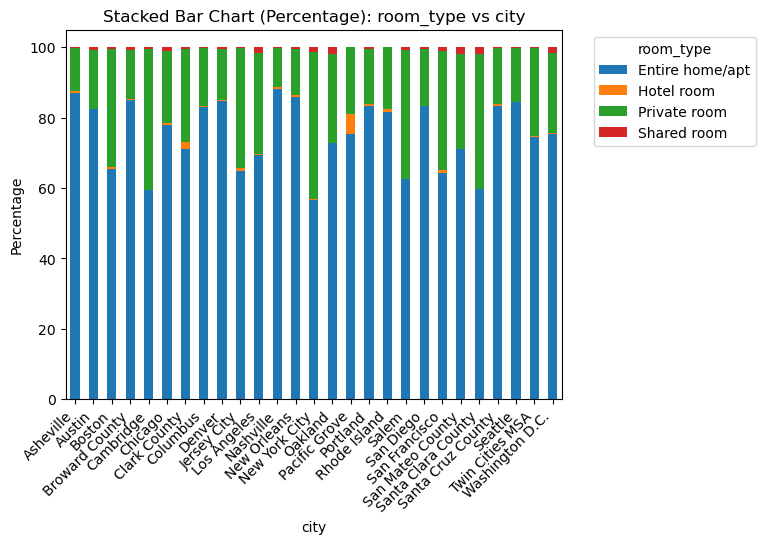 Stacked Bar Chart (Percentage): room_type vs city
100
80
60
40
20
0
Percentage
room_type
Entire home/apt
Hotel room
Private room
Shared room
Asheville
Austin
Boston
Broward County
Cambridge
Chicago
Clark County
Columbus
Denver
Jersey City
Los Angeles
Nashville
New Orleans
New York City
Oakland
Pacific Grove
Portland
Rhode Island
Salem
San Diego
San Francisco
San Mateo County
Santa Clara County
Santa Cruz County
Seattle
Twin Cities MSA
Washington D.C.
city